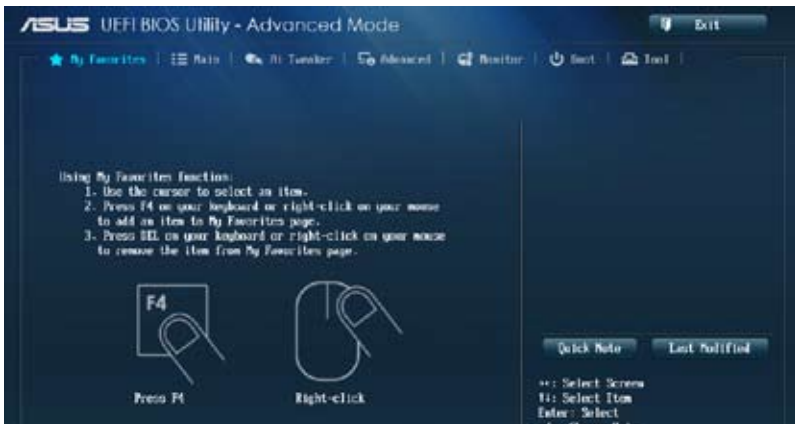 ASUS UEFI BIOS Utility - Advanced Mode
Exit
My Favorites | Main | Ai Tweaker | Advanced | Monitor | Boot | Tool |
Using My Favorites function:
1. Use the cursor to select an item.
2. Press F4 on your keyboard or right-click on your mouse
to add an item to My Favorites page.
3. Press DEL on your keyboard or right-click on your mouse
to remove the item from My Favorites page.
F4
Press F4
Right-click
Quick Note
Last Modified
→←: Select Screen
↑↓: Select Item
Enter: Select